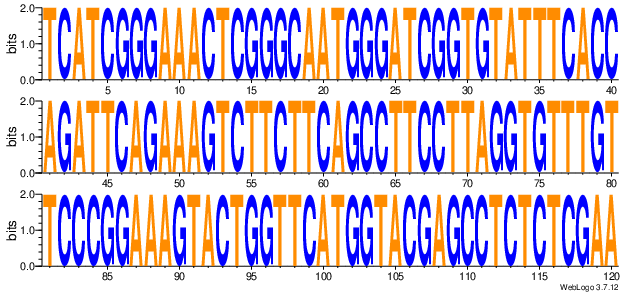 2.0
bits
1.0
TCATCGGGAAACTCGGGCAATGGGATCGGTGTATTTCACC
0.0
5 10 15 20 25 30 35 40
2.0
bits
1.0
AGATTCAGAAAGTCTTCTTCAGCCTTCCTTAGGTGTTTGT
0.0
45 50 55 60 65 70 75 80
2.0
bits
1.0
TCCCGGAAAGTACTGGTTCATGGTACGAGCCTCTCTCGAA
0.0
85 90 95 100 105 110 115 120
WebLogo 3.7.12